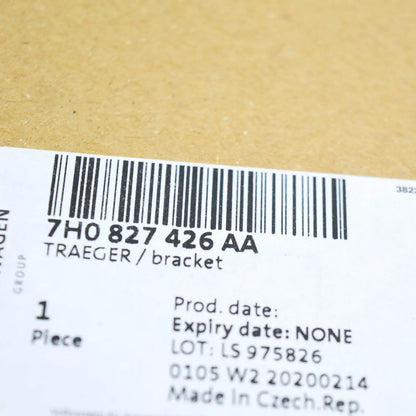 7H0 827 426 AA
TRAEGER / bracket
1
Piece
Prod. date:
Expiry date: NONE
LOT: LS 975826
0105 W2 20200214
Made in Czech.Rep.
GROUP